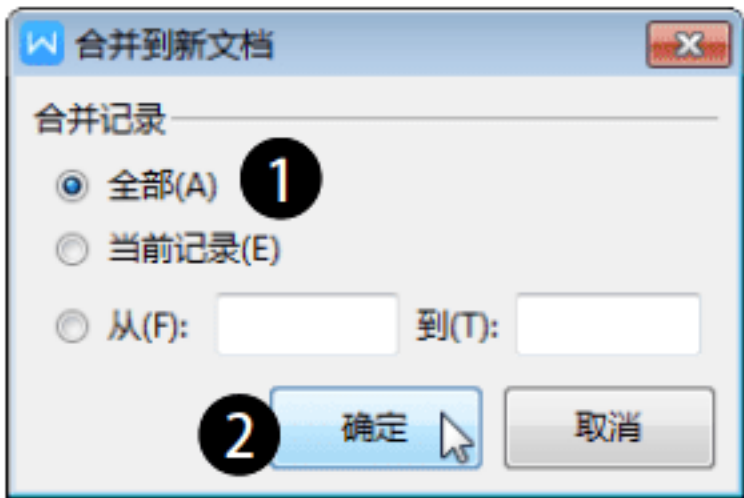 合并到新文档
合并记录
全部(A) 1
当前记录(E)
从(F): 到(T):
2 确定 取消